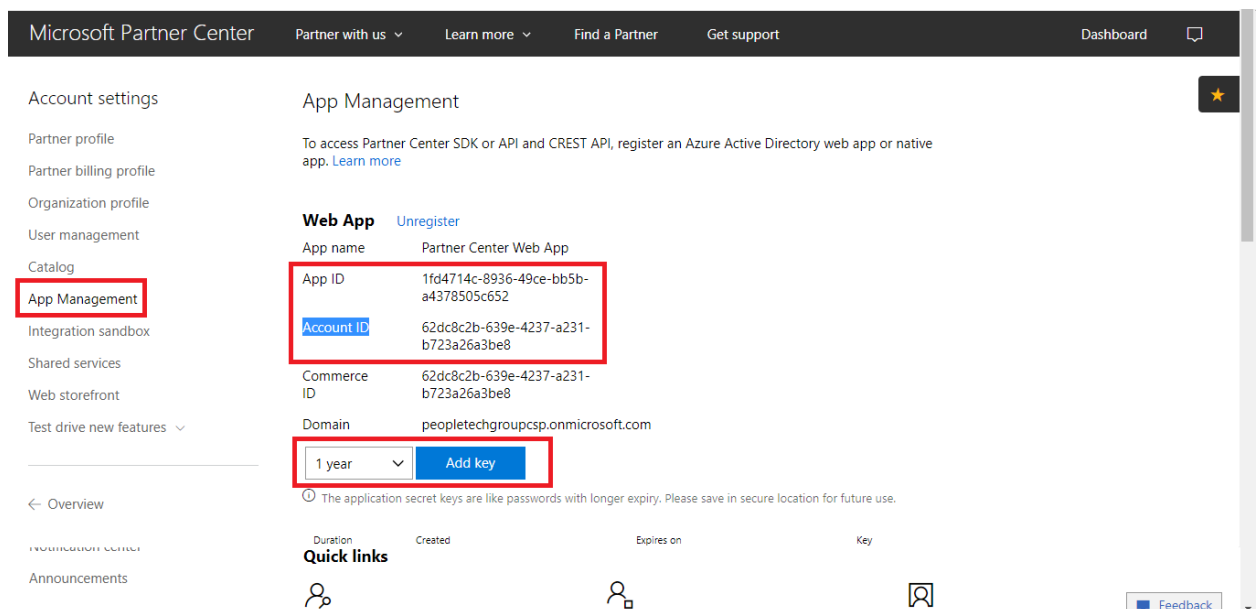 Microsoft Partner Center
Partner with us
Learn more
Find a Partner
Get support
Dashboard
Account settings
Partner profile
Partner billing profile
Organization profile
User management
Catalog
App Management
Integration sandbox
Shared services
Web storefront
Test drive new features
Overview
Notification center
Announcements
App Management
To access Partner Center SDK or API and CREST API, register an Azure Active Directory web app or native
app. Learn more
Web App Unregister
App name Partner Center Web App
App ID 1fd4714c-8936-49ce-bb5b-
a4378505c652
Account ID 62dc8c2b-639e-4237-a231-
b723a26a3be8
Commerce 62dc8c2b-639e-4237-a231-
ID b723a26a3be8
Domain peopletechgroupcsp.onmicrosoft.com
1 year Add key
The application secret keys are like passwords with longer expiry. Please save in secure location for future use.
Duration Created Expires on Key
Quick links
Feedback